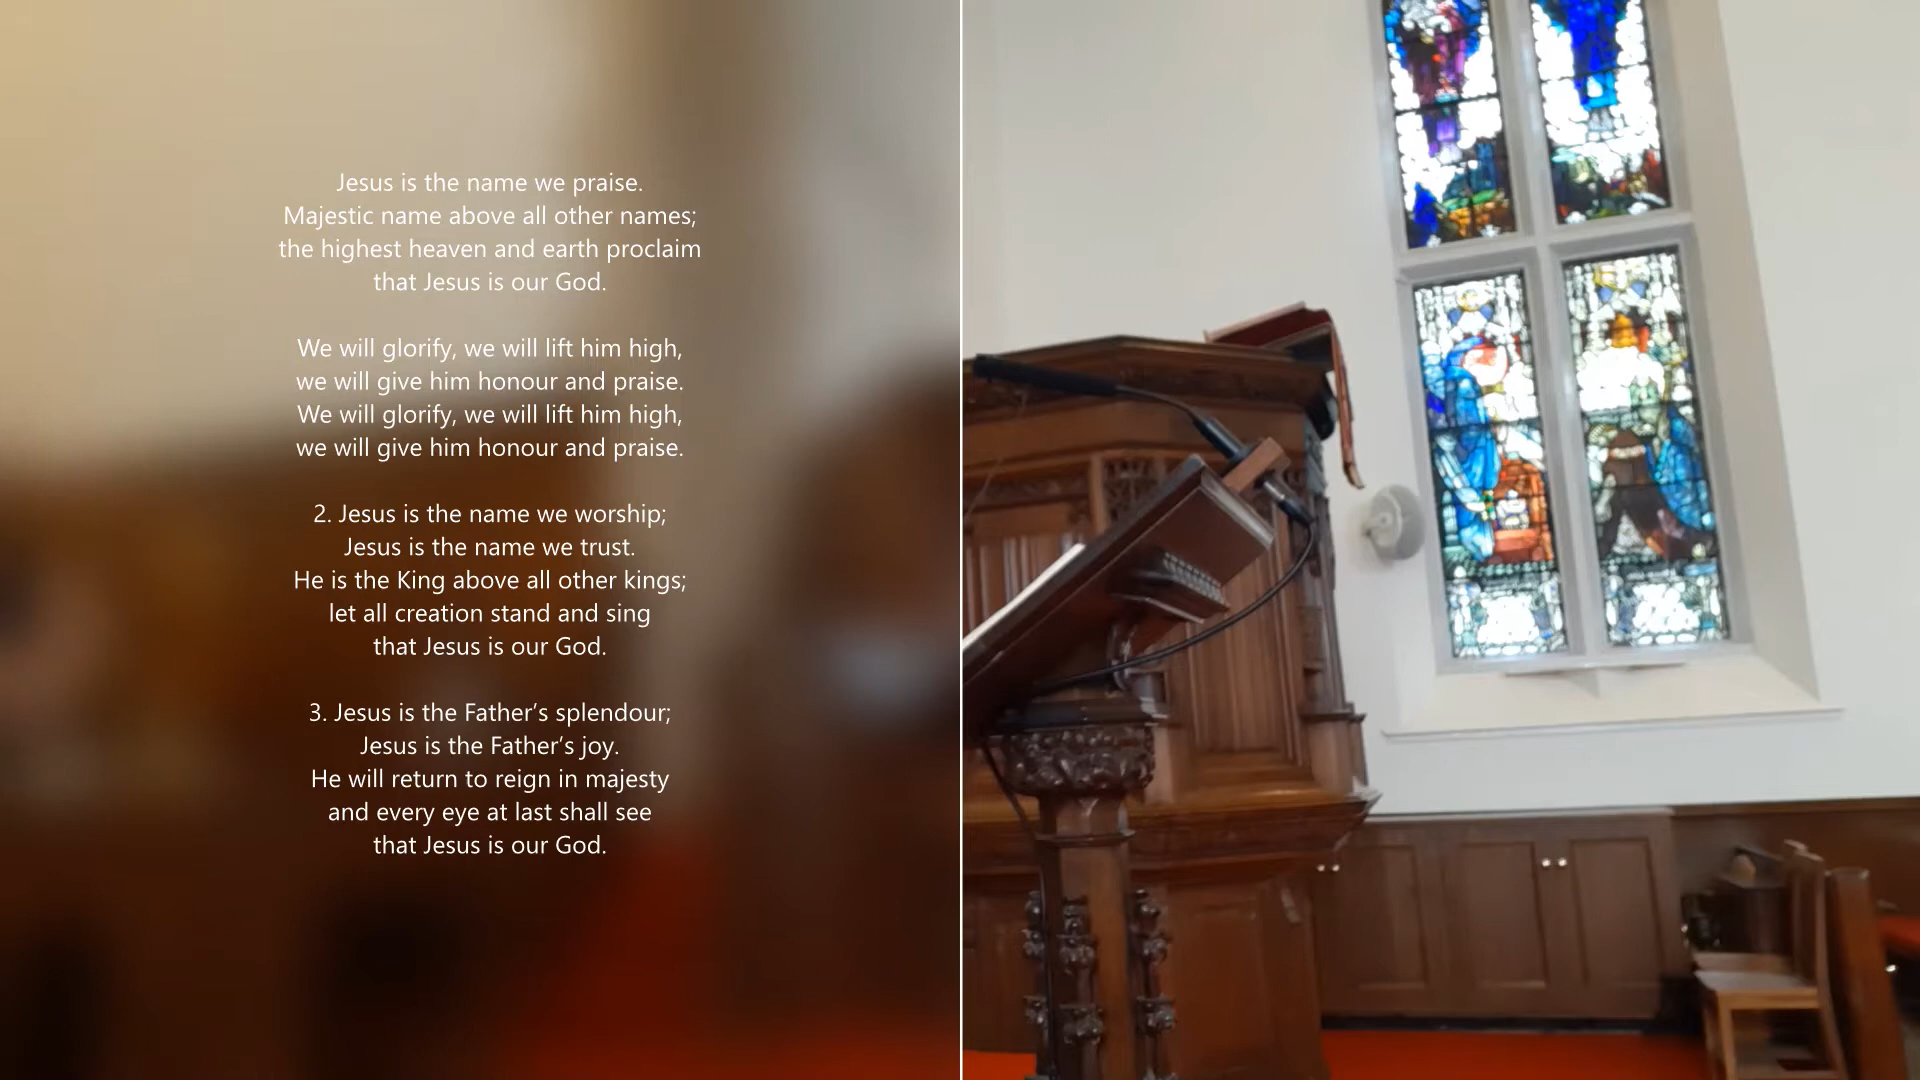 Jesus is the name we praise.
Majestic name above all other names;
the highest heaven and earth proclaim
that Jesus is our God.
We will glorify, we will lift him high,
we will give him honour and praise.
We will glorify, we will lift him high,
we will give him honour and praise.
2. Jesus is the name we worship;
Jesus is the name we trust.
He is the King above all other kings;
let all creation stand and sing
that Jesus is our God.
3. Jesus is the Father’s splendour;
Jesus is the Father’s joy.
He will return to reign in majesty
and every eye at last shall see
that Jesus is our God.